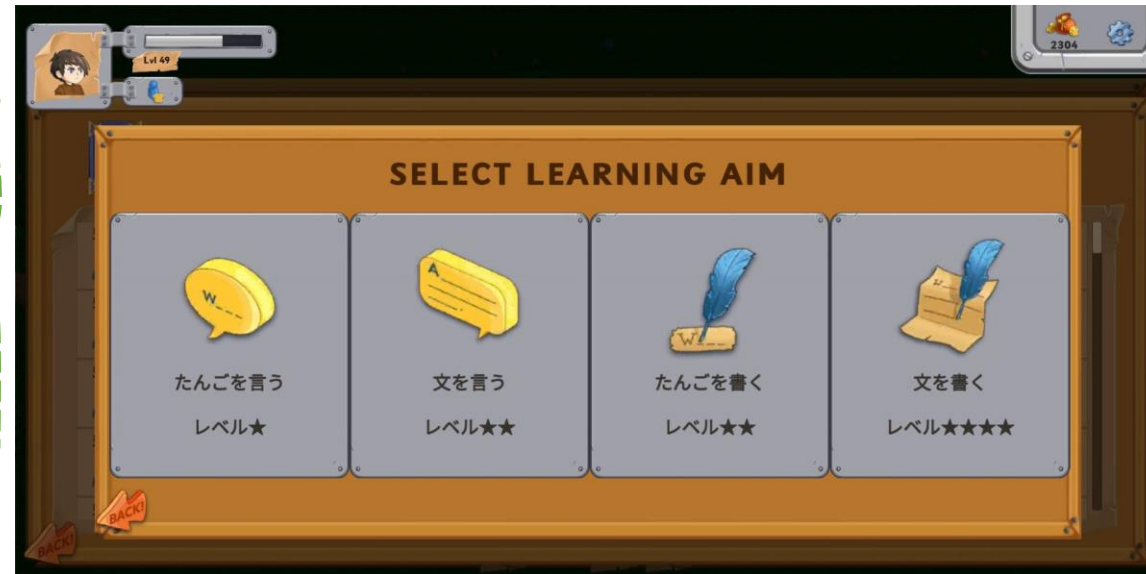 Lvl 49
2304
SELECT LEARNING AIM
W_ _ _
A
W_ _ _
W
たんごを言う
文を言う
たんごを書く
文を書く
レベル★
レベル★★
レベル★★
レベル★★★★
BACK!
BACK!